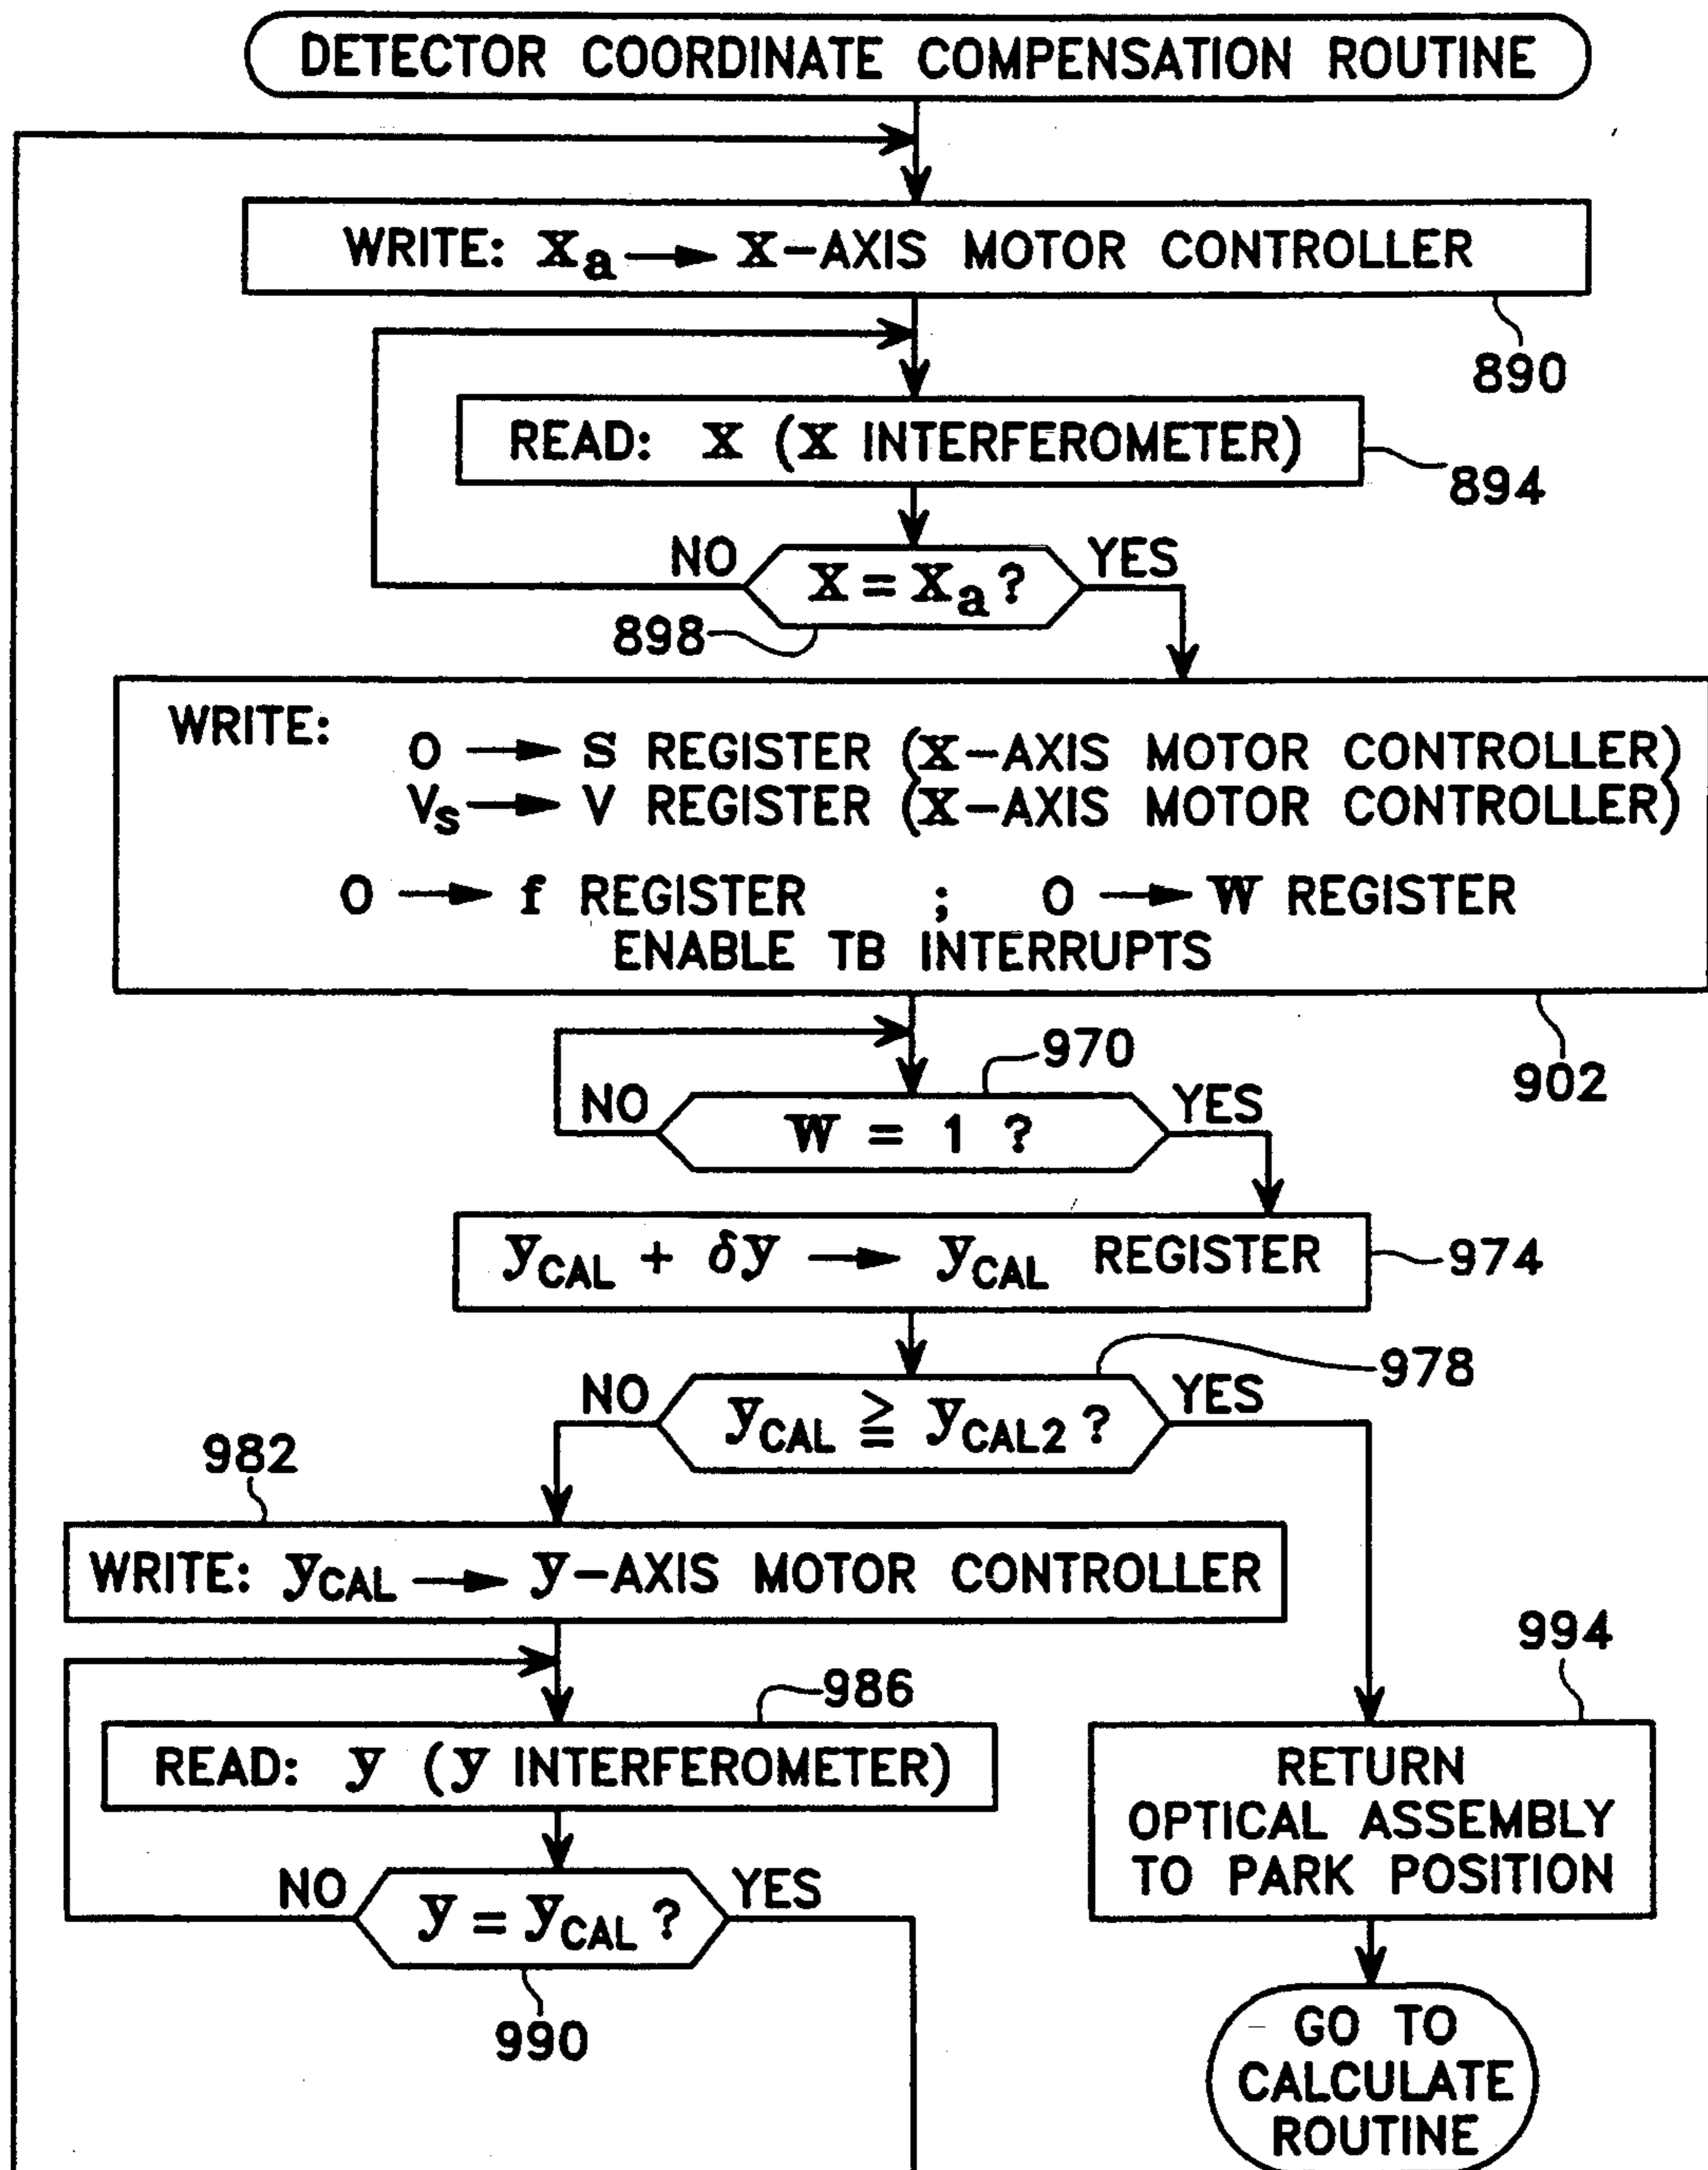 DETECTOR COORDINATE COMPENSATION ROUTINE
WRITE: xₐ → x-AXIS MOTOR CONTROLLER
890
READ: x (x INTERFEROMETER)
894
NO
x = xₐ ?
YES
898
WRITE:
0 → S REGISTER (x-AXIS MOTOR CONTROLLER)
Vₛ → V REGISTER (x-AXIS MOTOR CONTROLLER)
0 → f REGISTER ; 0 → W REGISTER
ENABLE TB INTERRUPTS
902
970
NO
W = 1 ?
YES
yCAL + δy → yCAL REGISTER
974
978
NO
yCAL ≧ yCAL2 ?
YES
982
WRITE: yCAL → y-AXIS MOTOR CONTROLLER
994
986
READ: y (y INTERFEROMETER)
RETURN
OPTICAL ASSEMBLY
TO PARK POSITION
NO
y = yCAL ?
YES
990
GO TO
CALCULATE
ROUTINE